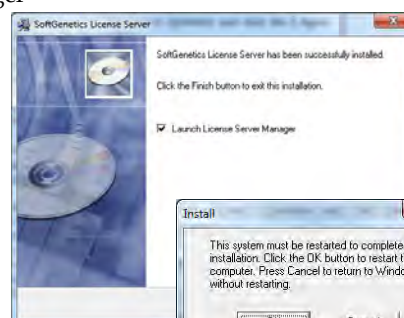 SoftGenetics License Server
SoftGenetics License Server has been successfully installed.
Click the Finish button to exit this installation.
Launch License Server Manager
Install
This system must be restarted to complete
installation. Click the OK button to restart
computer. Press Cancel to return to
without restarting.